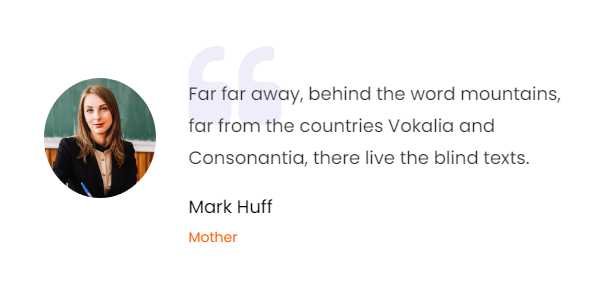 Far far away, behind the word mountains,
far from the countries Vokalia and
Consonantia, there live the blind texts.
Mark Huff
Mother